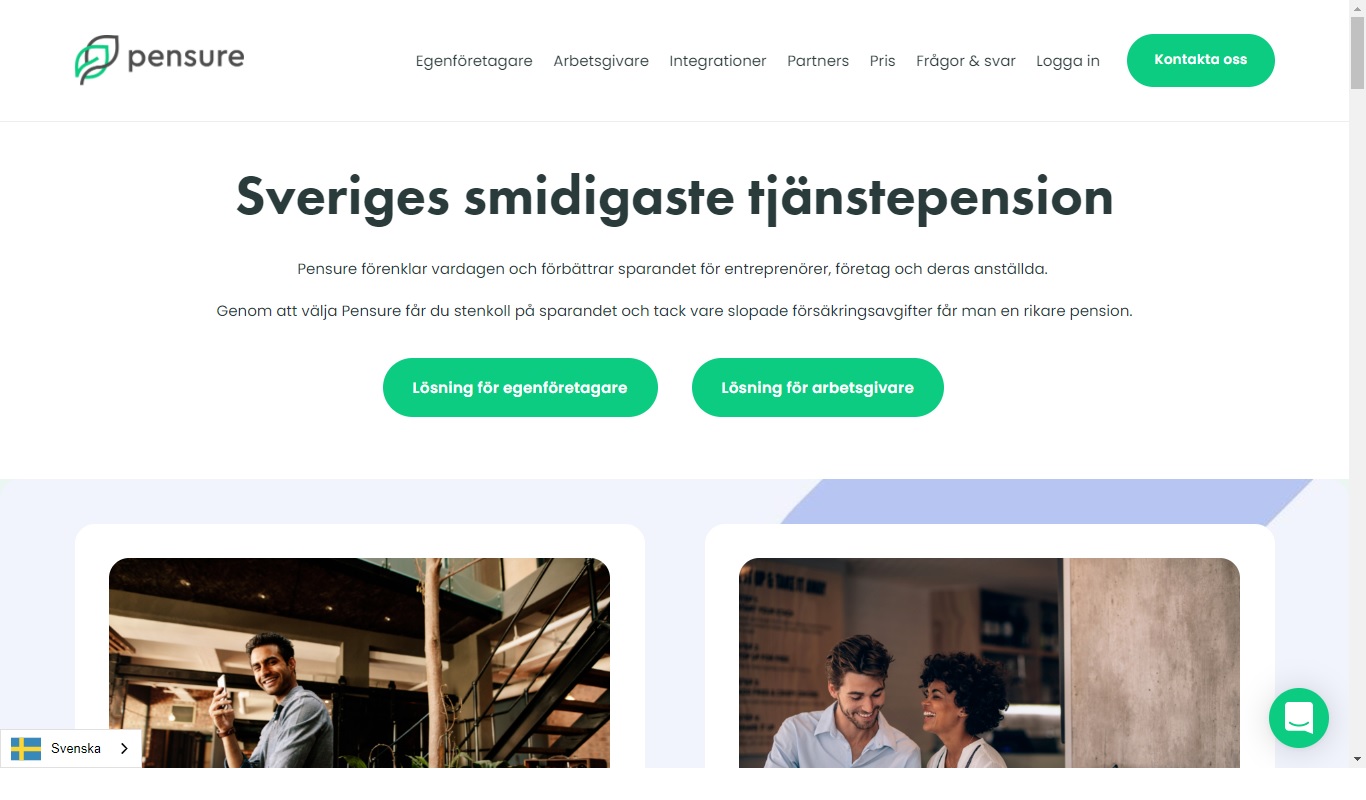 pensure
Egenföretagare Arbetsgivare Integrationer Partners Pris Frågor & svar Logga in Kontakta oss
Sveriges smidigaste tjänstepension
Pensure förenklar vardagen och förbättrar sparandet för entreprenörer, företag och deras anställda.
Genom att välja Pensure får du stenkoll på sparandet och tack vare slopade försäkringsavgifter får man en rikare pension.
Lösning för egenföretagare Lösning för arbetsgivare
Svenska